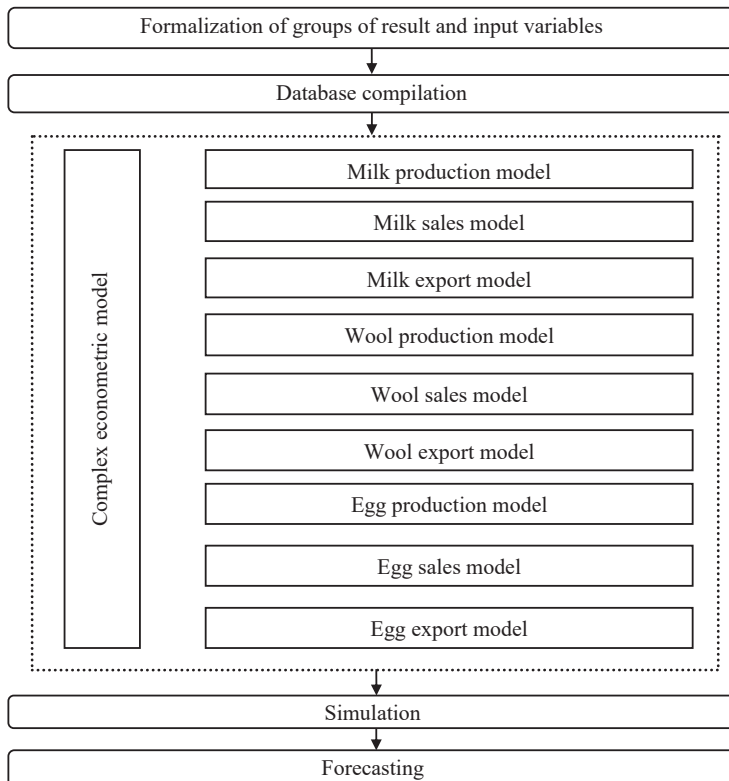 Formalization of groups of result and input variables
Database compilation
Complex econometric model
Milk production model
Milk sales model
Milk export model
Wool production model
Wool sales model
Wool export model
Egg production model
Egg sales model
Egg export model
Simulation
Forecasting